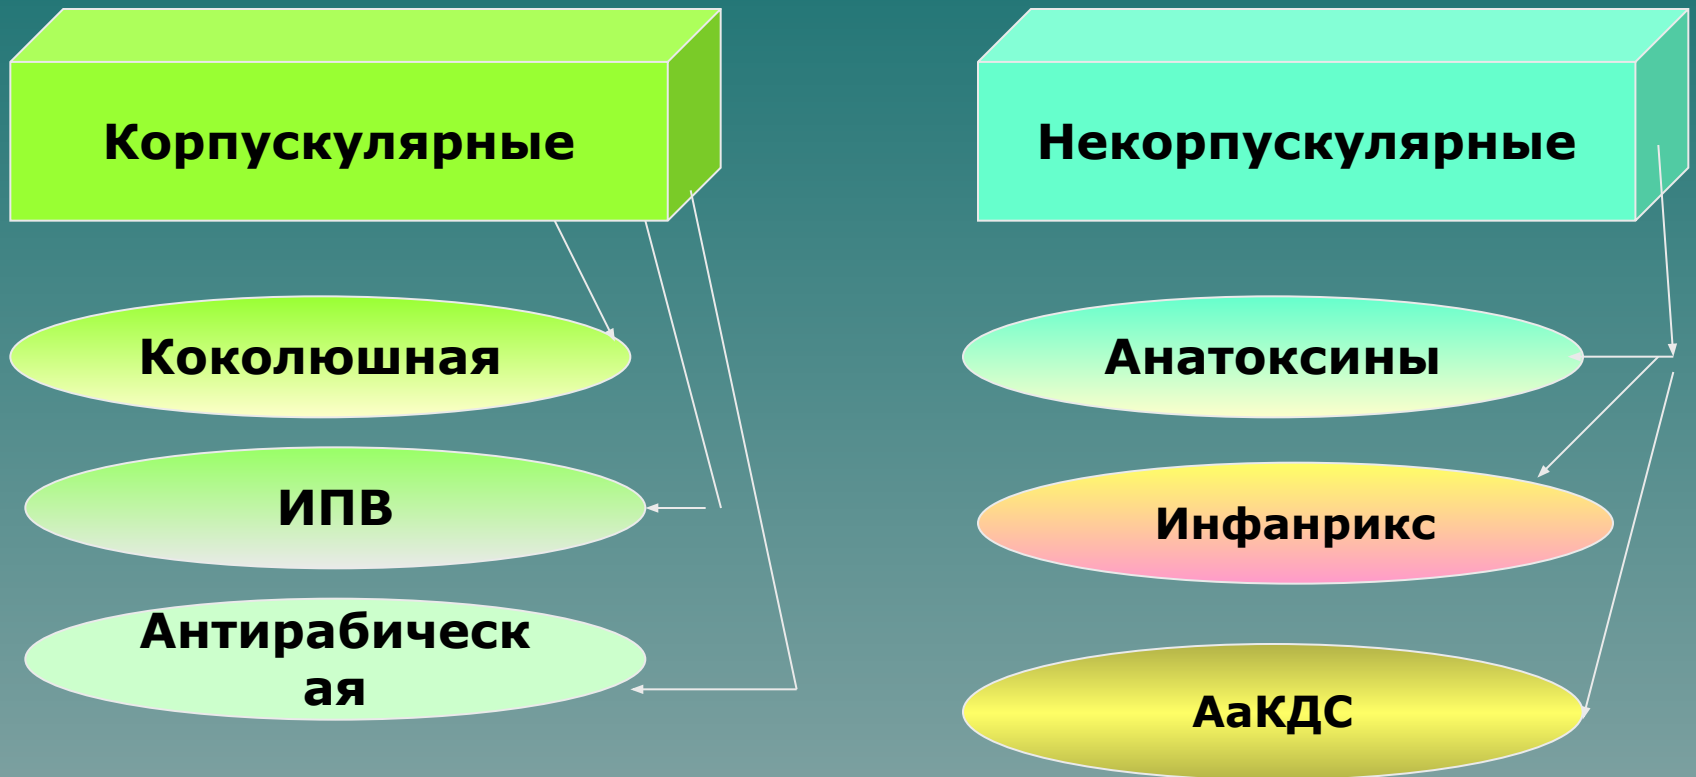 Корпускулярные
Некорпускулярные
Коколюшная
Анатоксины
ИПВ
Инфанрикс
Антирабическ
ая
АаКДС